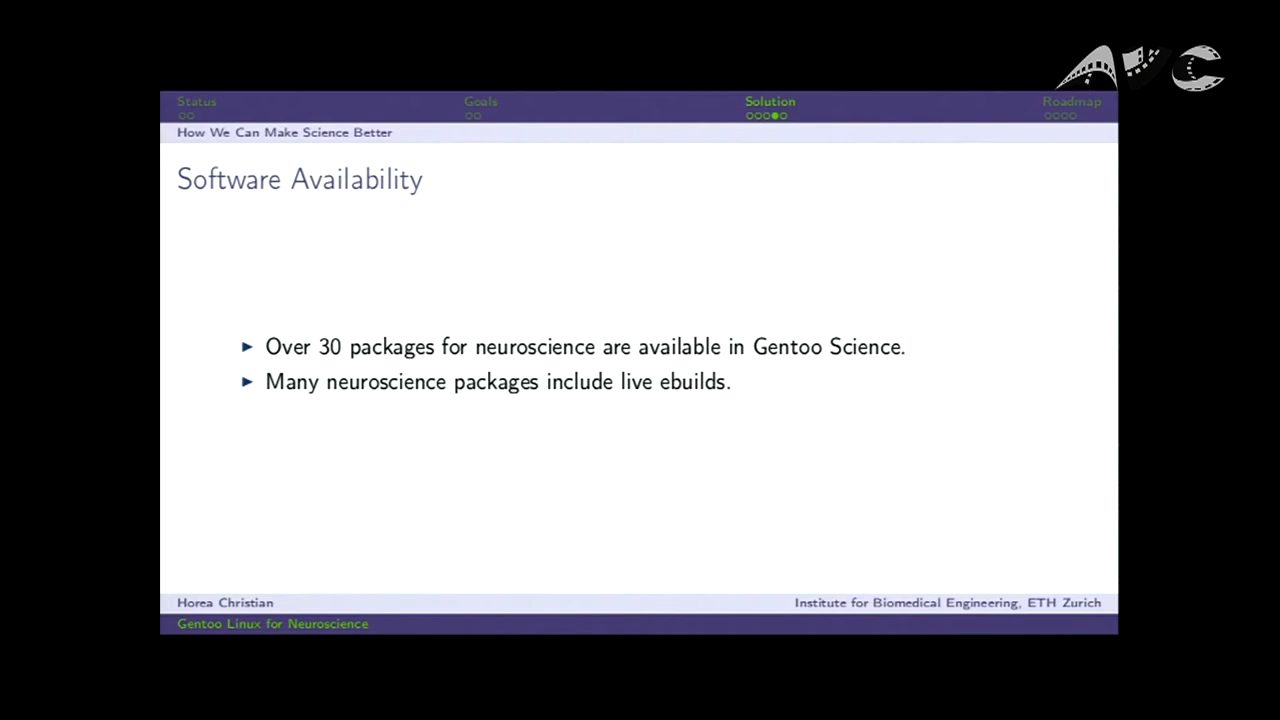 AVC
Status
Goals
Solution
Roadmap
How We Can Make Science Better
Software Availability
Over 30 packages for neuroscience are available in Gentoo Science.
Many neuroscience packages include live ebuilds.
Horea Christian
Institute for Biomedical Engineering, ETH Zurich
Gentoo Linux for Neuroscience